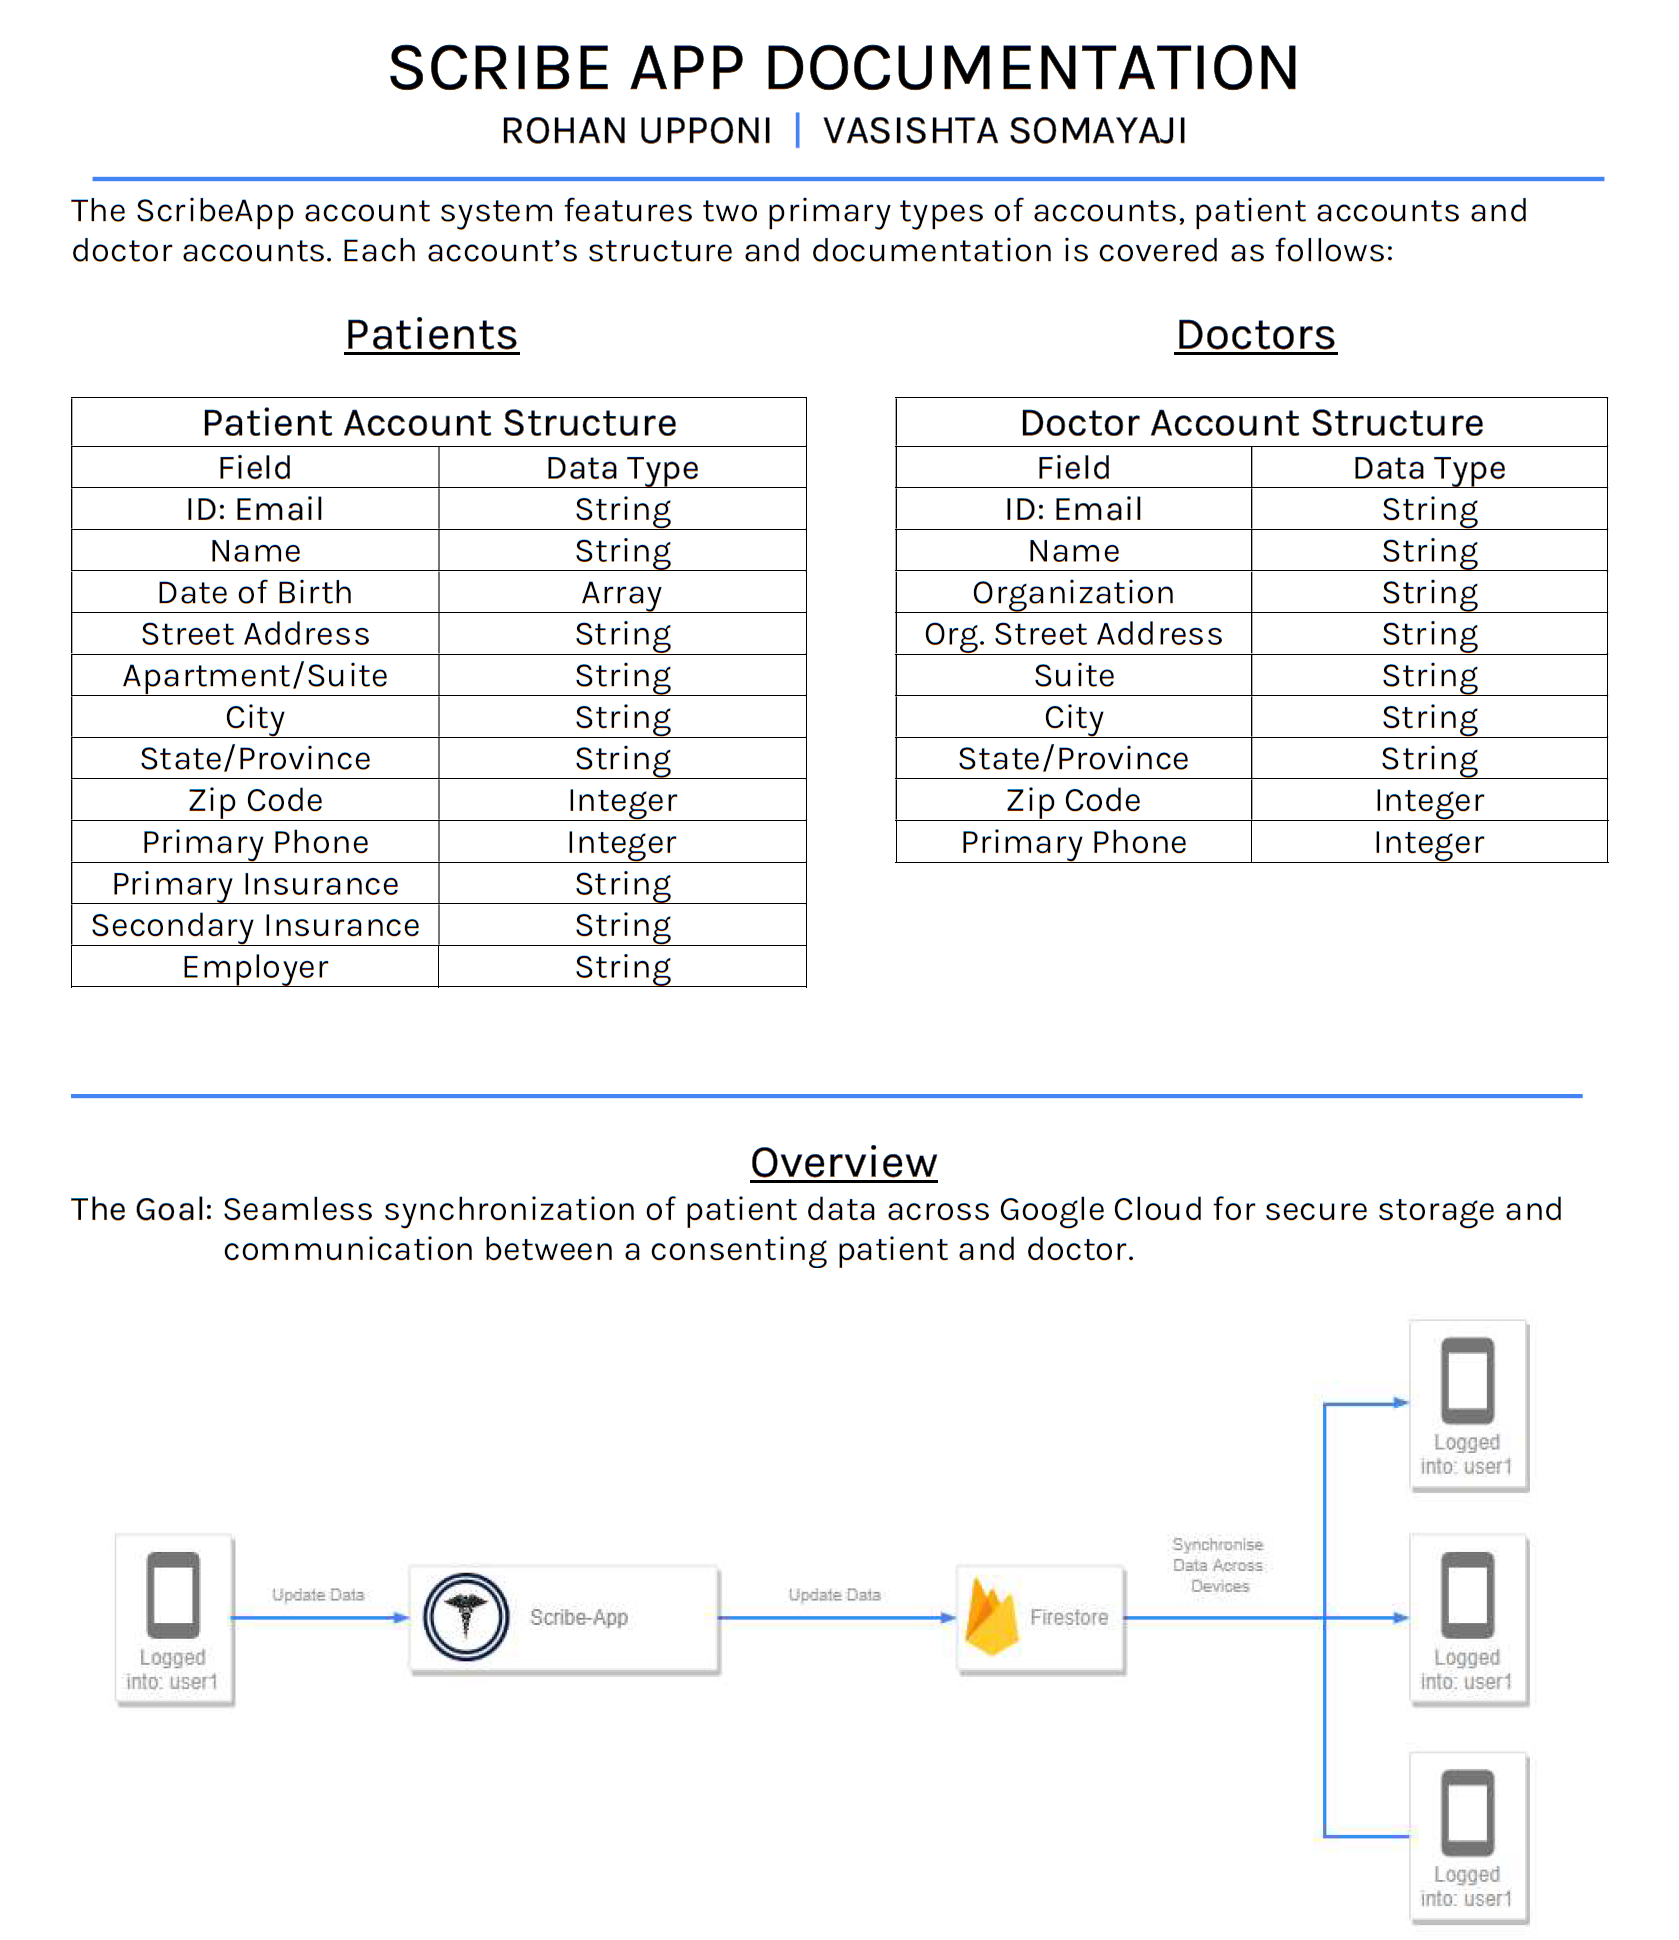 SCRIBE APP DOCUMENTATION
ROHAN UPPONI | VASISHTA SOMAYAJI
The ScribeApp account system features two primary types of accounts, patient accounts and
doctor accounts. Each account’s structure and documentation is covered as follows:
Patients
Patient Account Structure
Field Data Type
ID: Email String
Name String
Date of Birth Array
Street Address String
Apartment/Suite String
City String
State/Province String
Zip Code Integer
Primary Phone Integer
Primary Insurance String
Secondary Insurance String
Employer String
Doctors
Doctor Account Structure
Field Data Type
ID: Email String
Name String
Organization String
Org. Street Address String
Suite String
City String
State/Province String
Zip Code Integer
Primary Phone Integer
Overview
The Goal: Seamless synchronization of patient data across Google Cloud for secure storage and
communication between a consenting patient and doctor.
Logged
into: user1
Update Data
Scribe-App
Update Data
Firestore
Synchronise
Data Across
Devices
Logged
into: user1
Logged
into: user1
Logged
into: user1